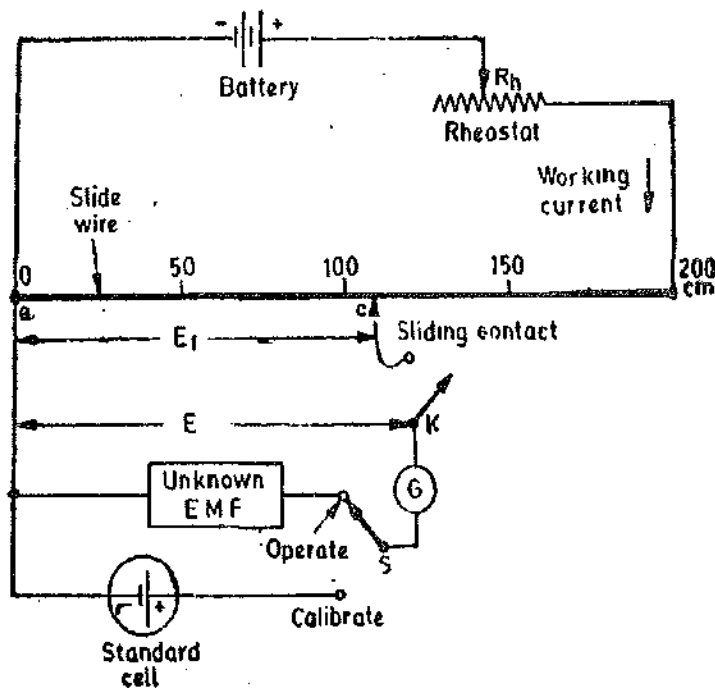 - +
Battery
Rh
Rheostat
Slide
wire
Working
current
0 50 100 150 200
cm
a
c
E1
Sliding contact
E
K
Unknown
EMF
G
Operate
S
- +
Calibrate
Standard
cell